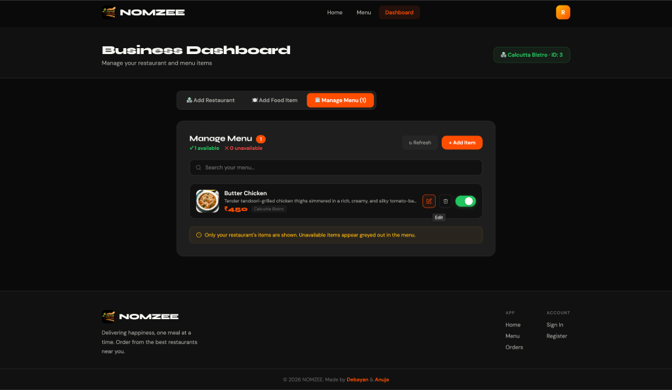 NOMZEE
Home Menu Dashboard
Business Dashboard
Manage your restaurant and menu items
Calcutta Bistro · ID: 3
Add Restaurant Add Food Item Manage Menu (1)
Manage Menu 1
✓ 1 available ✕ 0 unavailable
Refresh
+ Add Item
Search your menu...
Butter Chicken
Tender tandoori-grilled chicken thighs simmered in a rich, creamy, and silky tomato-ba...
₹450 Calcutta Bistro
Edit
Only your restaurant's items are shown. Unavailable items appear greyed out in the menu.
NOMZEE
Delivering happiness, one meal at a
time. Order from the best restaurants
near you.
APP
Home
Menu
Orders
ACCOUNT
Sign In
Register
© 2026 NOMZEE. Made by Debayan & Anuja